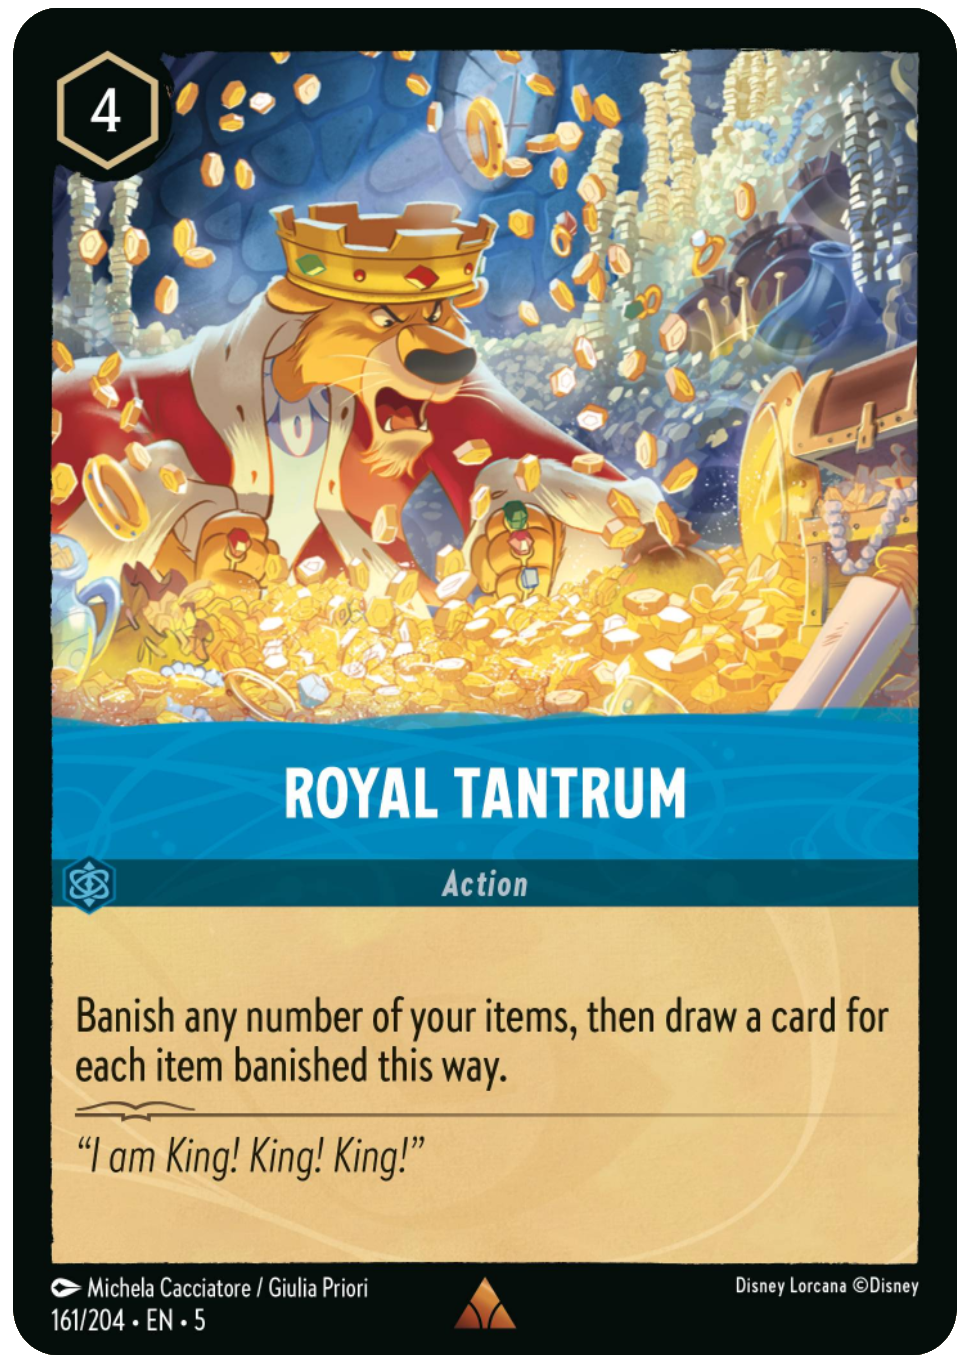 4
ROYAL TANTRUM
Action
Banish any number of your items, then draw a card for
each item banished this way.
“I am King! King! King!”
Michela Cacciatore / Giulia Priori
161/204 • EN • 5
Disney Lorcana ©Disney